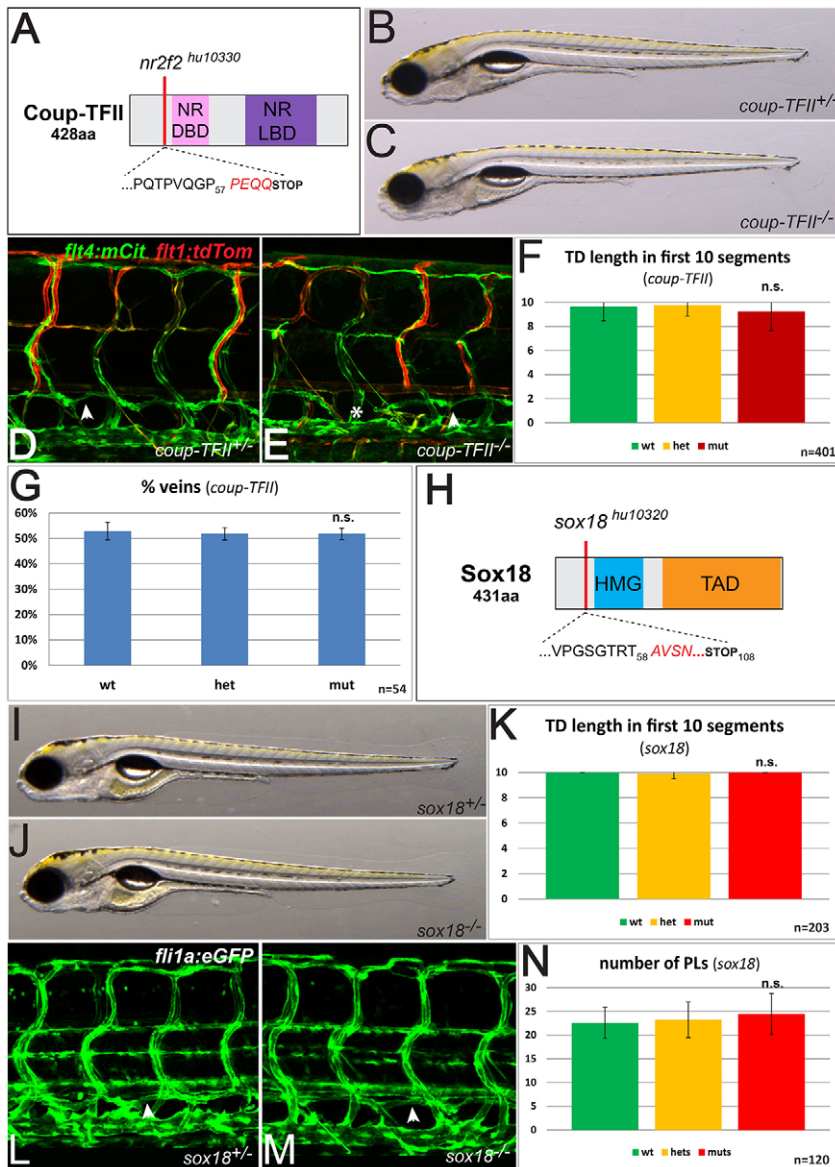 A
nr2f2 hu10330
Coup-TFII
428aa
NR
DBD
NR
LBD
...PQTPVQGP57 PEQQSTOP
B
coup-TFII+/-
C
coup-TFII-/-
flt4:mCit flt1:tdTom
D
coup-TFII+/-
E
*
coup-TFII-/-
F
TD length in first 10 segments
(coup-TFII)
n.s.
10
8
6
4
2
0
wt het mut
n=401
G
% veins (coup-TFII)
n.s.
60%
50%
40%
30%
20%
10%
0%
wt het mut
n=54
H
sox18 hu10320
Sox18
431aa
HMG
TAD
...VPGSGTRT58 AVSN...STOP108
I
sox18+/-
J
sox18-/-
K
TD length in first 10 segments
(sox18)
n.s.
10
8
6
4
2
0
wt het mut
n=203
fli1a:eGFP
L
sox18+/-
M
sox18-/-
N
number of PLs (sox18)
n.s.
30
25
20
15
10
5
0
wt hets muts
n=120